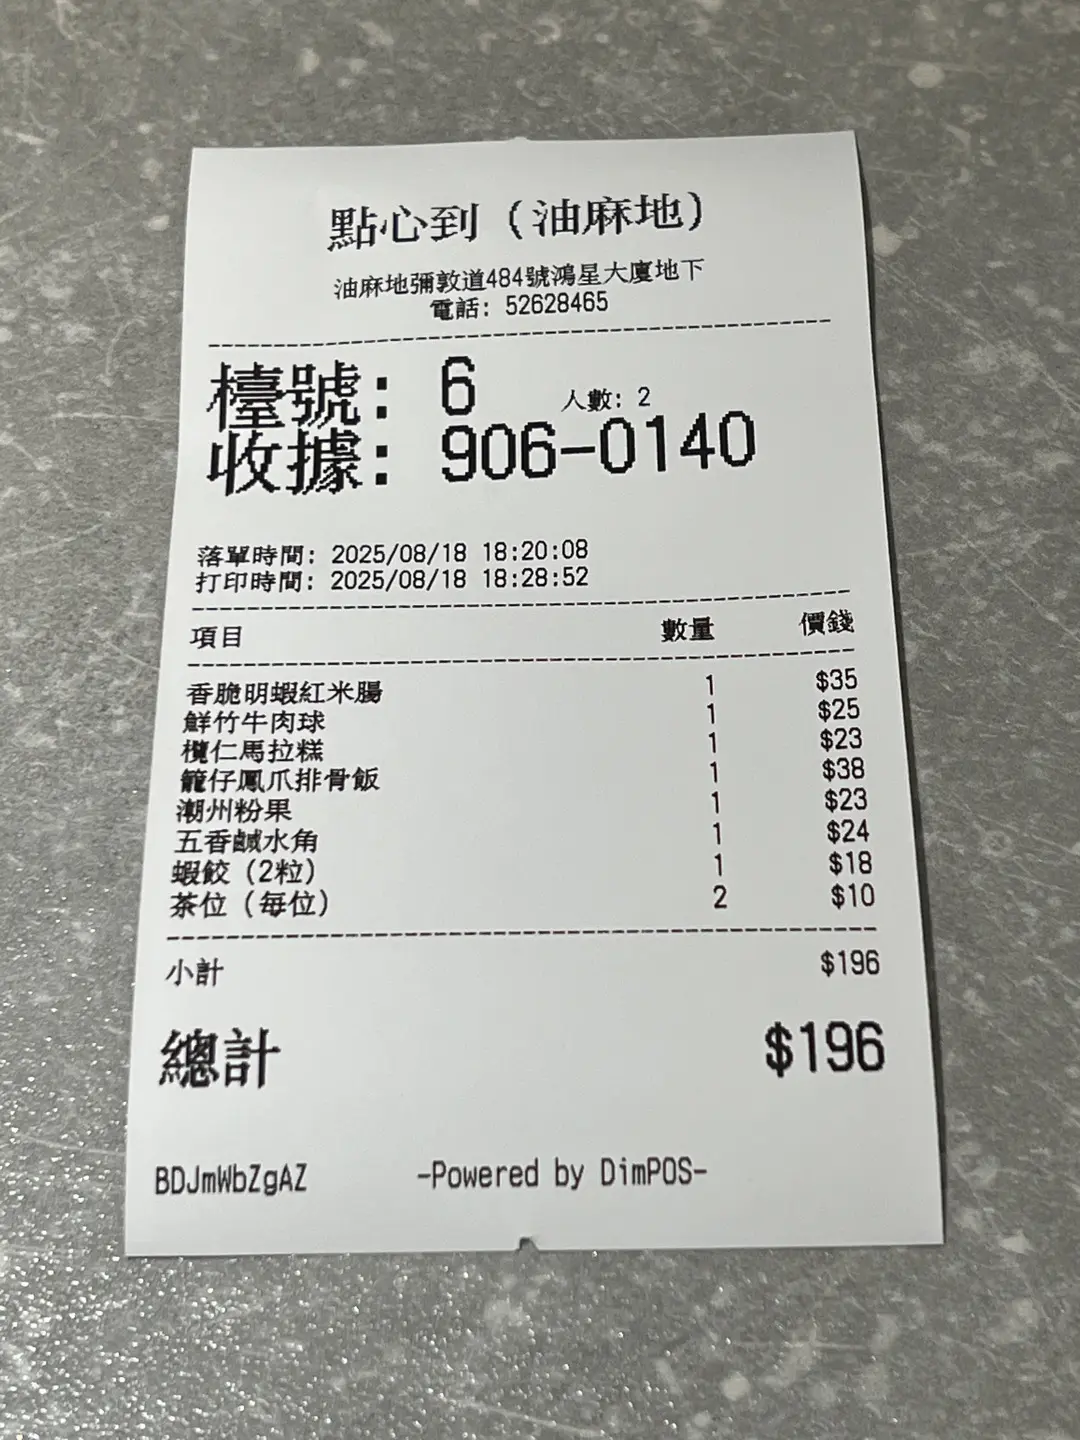 點心到（油麻地）
油麻地彌敦道484號鴻星大廈地下
電話: 52628465
檯號: 6 人數: 2
收據: 906-0140
落單時間: 2025/08/18 18:20:08
打印時間: 2025/08/18 18:28:52
項目 數量 價錢
香脆明蝦紅米腸 1 $35
鮮竹牛肉球 1 $25
欖仁馬拉糕 1 $23
籠仔鳳爪排骨飯 1 $38
潮州粉果 1 $23
五香鹹水角 1 $24
蝦餃（2粒） 1 $18
茶位（每位） 2 $10
小計 $196
總計 $196
BDJmWbZgAZ -Powered by DimPOS-